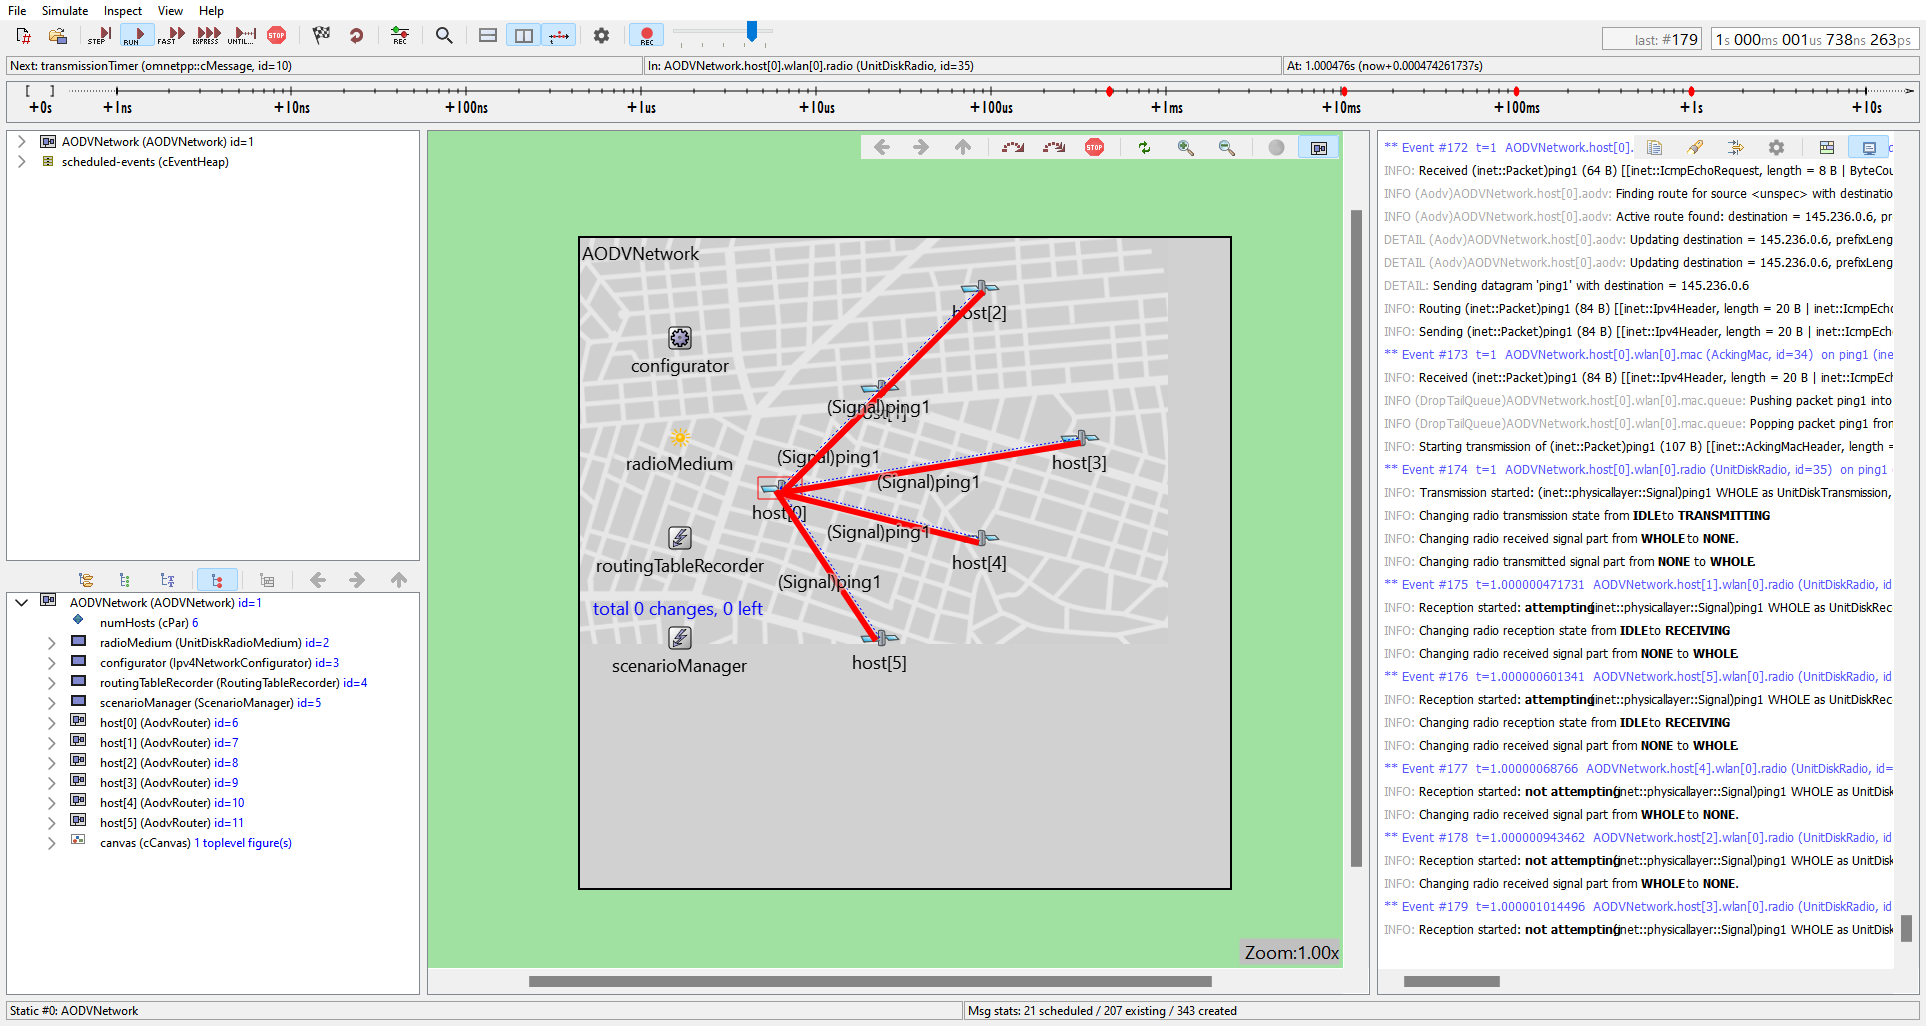 File Simulate Inspect View Help
STEP RUN FAST EXPRESS UNTIL... STOP REC REC
last: #179 1s 000ms 001us 738ns 263ps
Next: transmissionTimer (omnetpp::cMessage, id=10) In: AODVNetwork.host[0].wlan[0].radio (UnitDiskRadio, id=35) At: 1.000476s (now+0.000474261737s)
[ ]
+0s +1ns +10ns +100ns +1us +10us +100us +1ms +10ms +100ms +1s +10s
AODVNetwork (AODVNetwork) id=1
scheduled-events (cEventHeap)
AODVNetwork (AODVNetwork) id=1
numHosts (cPar) 6
radioMedium (UnitDiskRadioMedium) id=2
configurator (Ipv4NetworkConfigurator) id=3
routingTableRecorder (RoutingTableRecorder) id=4
scenarioManager (ScenarioManager) id=5
host[0] (AodvRouter) id=6
host[1] (AodvRouter) id=7
host[2] (AodvRouter) id=8
host[3] (AodvRouter) id=9
host[4] (AodvRouter) id=10
host[5] (AodvRouter) id=11
canvas (cCanvas) 1 toplevel figure(s)
STOP
AODVNetwork
host[2]
configurator
(Signal)ping1
(Signal)ping1
radioMedium
host[3]
(Signal)ping1
host[0]
(Signal)ping1
host[4]
routingTableRecorder
(Signal)ping1
total 0 changes, 0 left
host[5]
scenarioManager
Zoom:1.00x
** Event #172 t=1 AODVNetwork.host[0].
INFO: Received (inet::Packet)ping1 (64 B) [[inet::IcmpEchoRequest, length = 8 B | ByteCou
INFO (Aodv)AODVNetwork.host[0].aodv: Finding route for source <unspec> with destinatio
INFO (Aodv)AODVNetwork.host[0].aodv: Active route found: destination = 145.236.0.6, pr
DETAIL (Aodv)AODVNetwork.host[0].aodv: Updating destination = 145.236.0.6, prefixLeng
DETAIL (Aodv)AODVNetwork.host[0].aodv: Updating destination = 145.236.0.6, prefixLeng
DETAIL: Sending datagram 'ping1' with destination = 145.236.0.6
INFO: Routing (inet::Packet)ping1 (84 B) [[inet::Ipv4Header, length = 20 B | inet::IcmpEch
INFO: Sending (inet::Packet)ping1 (84 B) [[inet::Ipv4Header, length = 20 B | inet::IcmpEcho
** Event #173 t=1 AODVNetwork.host[0].wlan[0].mac (AckingMac, id=34) on ping1 (ine
INFO: Received (inet::Packet)ping1 (84 B) [[inet::Ipv4Header, length = 20 B | inet::IcmpEch
INFO (DropTailQueue)AODVNetwork.host[0].wlan[0].mac.queue: Pushing packet ping1 into
INFO (DropTailQueue)AODVNetwork.host[0].wlan[0].mac.queue: Popping packet ping1 from
INFO: Starting transmission of (inet::Packet)ping1 (107 B) [[inet::AckingMacHeader, length =
** Event #174 t=1 AODVNetwork.host[0].wlan[0].radio (UnitDiskRadio, id=35) on ping1
INFO: Transmission started: (inet::physicallayer::Signal)ping1 WHOLE as UnitDiskTransmission,
INFO: Changing radio transmission state from IDLE to TRANSMITTING
INFO: Changing radio received signal part from WHOLE to NONE.
INFO: Changing radio transmitted signal part from NONE to WHOLE.
** Event #175 t=1.000000471731 AODVNetwork.host[1].wlan[0].radio (UnitDiskRadio, id
INFO: Reception started: attempting (inet::physicallayer::Signal)ping1 WHOLE as UnitDiskRec
INFO: Changing radio reception state from IDLE to RECEIVING
INFO: Changing radio received signal part from NONE to WHOLE.
** Event #176 t=1.000000601341 AODVNetwork.host[5].wlan[0].radio (UnitDiskRadio, id
INFO: Reception started: attempting (inet::physicallayer::Signal)ping1 WHOLE as UnitDiskRec
INFO: Changing radio reception state from IDLE to RECEIVING
INFO: Changing radio received signal part from NONE to WHOLE.
** Event #177 t=1.00000068766 AODVNetwork.host[4].wlan[0].radio (UnitDiskRadio, id=
INFO: Reception started: not attempting (inet::physicallayer::Signal)ping1 WHOLE as UnitDisk
INFO: Changing radio received signal part from WHOLE to NONE.
** Event #178 t=1.000000943462 AODVNetwork.host[2].wlan[0].radio (UnitDiskRadio, id
INFO: Reception started: not attempting (inet::physicallayer::Signal)ping1 WHOLE as UnitDisk
INFO: Changing radio received signal part from WHOLE to NONE.
** Event #179 t=1.000001014496 AODVNetwork.host[3].wlan[0].radio (UnitDiskRadio, id
INFO: Reception started: not attempting (inet::physicallayer::Signal)ping1 WHOLE as UnitDisk
Static #0: AODVNetwork Msg stats: 21 scheduled / 207 existing / 343 created